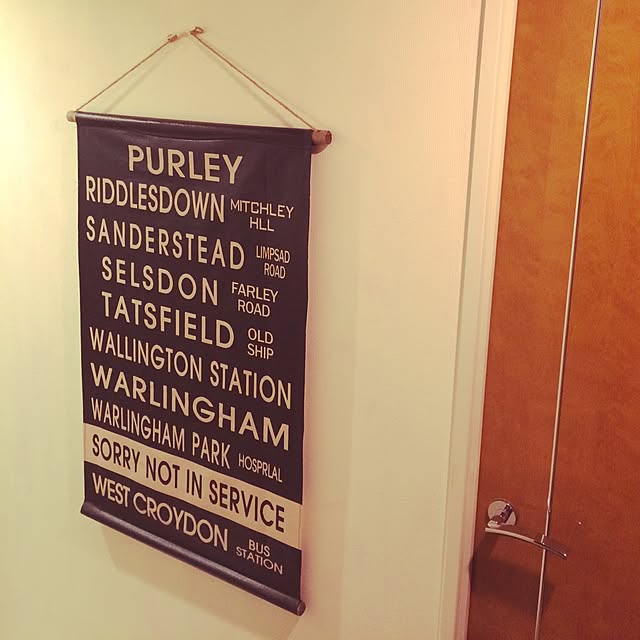 PURLEY
RIDDLESDOWN MITCHLEY HLL
SANDERSTEAD LIMPSAD ROAD
SELSDON FARLEY ROAD
TATSFIELD OLD SHIP
WALLINGTON STATION
WARLINGHAM
WARLINGHAM PARK HOSPRLAL
SORRY NOT IN SERVICE
WEST CROYDON BUS STATION